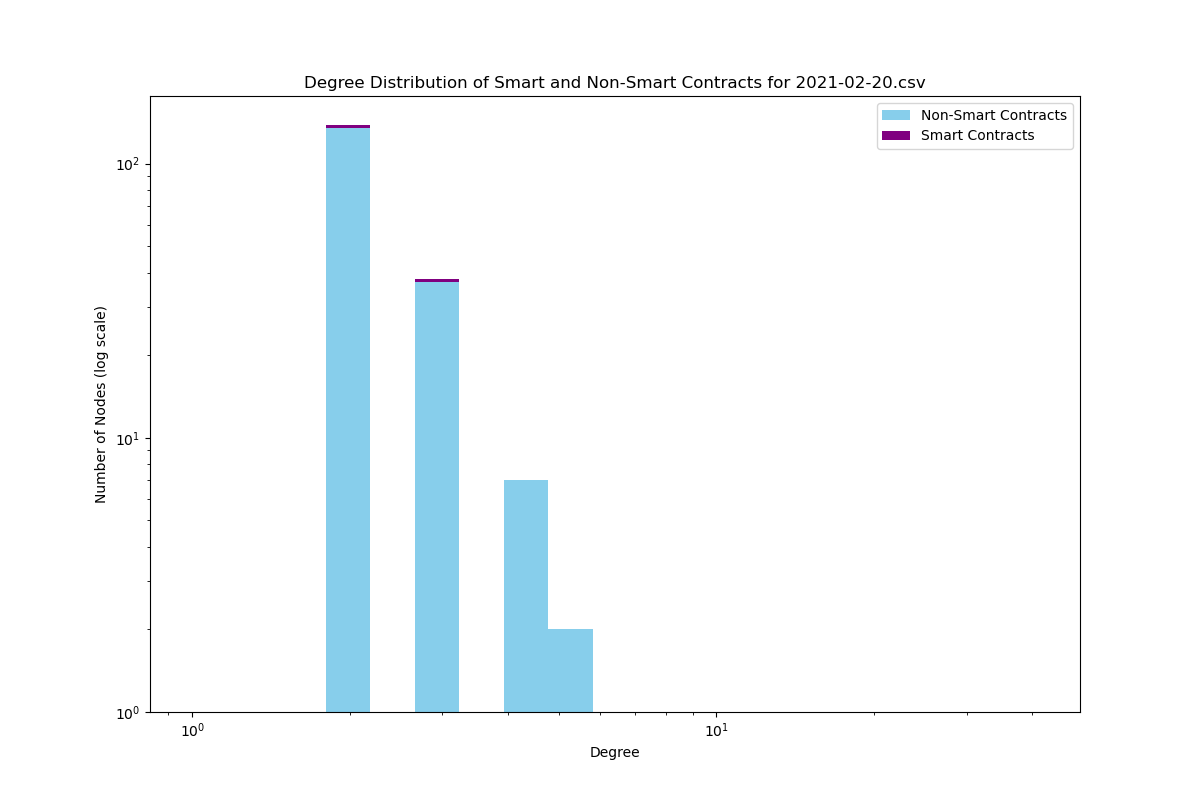 Degree Distribution of Smart and Non-Smart Contracts for 2021-02-20.csv
Non-Smart Contracts
Smart Contracts
Number of Nodes (log scale)
10²
10¹
10⁰
10⁰ 10¹
Degree